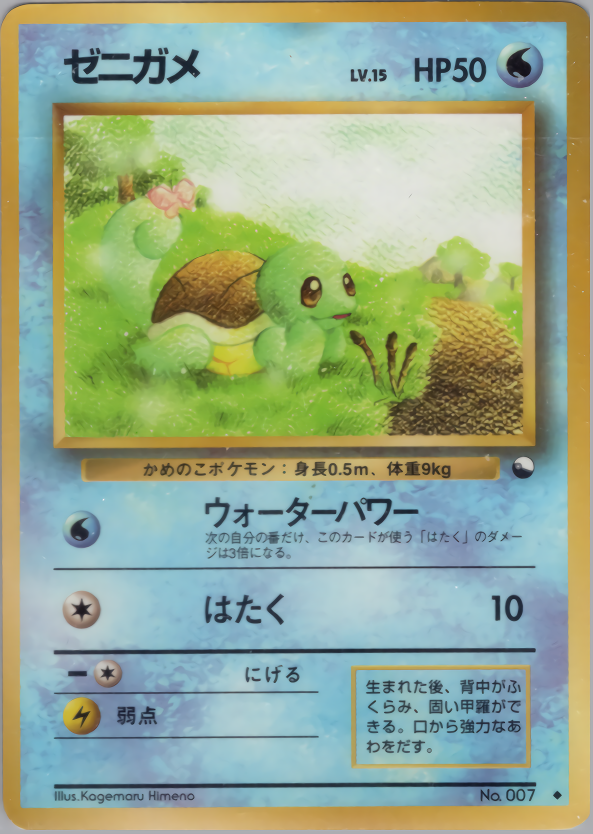 ゼニガメ LV.15 HP50
かめのこポケモン：身長0.5m、体重9kg
ウォーターパワー
次の自分の番だけ、このカードが使う「はたく」のダメー
ジは3倍になる。
はたく 10
にげる
弱点
生まれた後、背中がふ
くらみ、固い甲羅がで
きる。口から強力なあ
わをだす。
Illus.Kagemaru Himeno No. 007